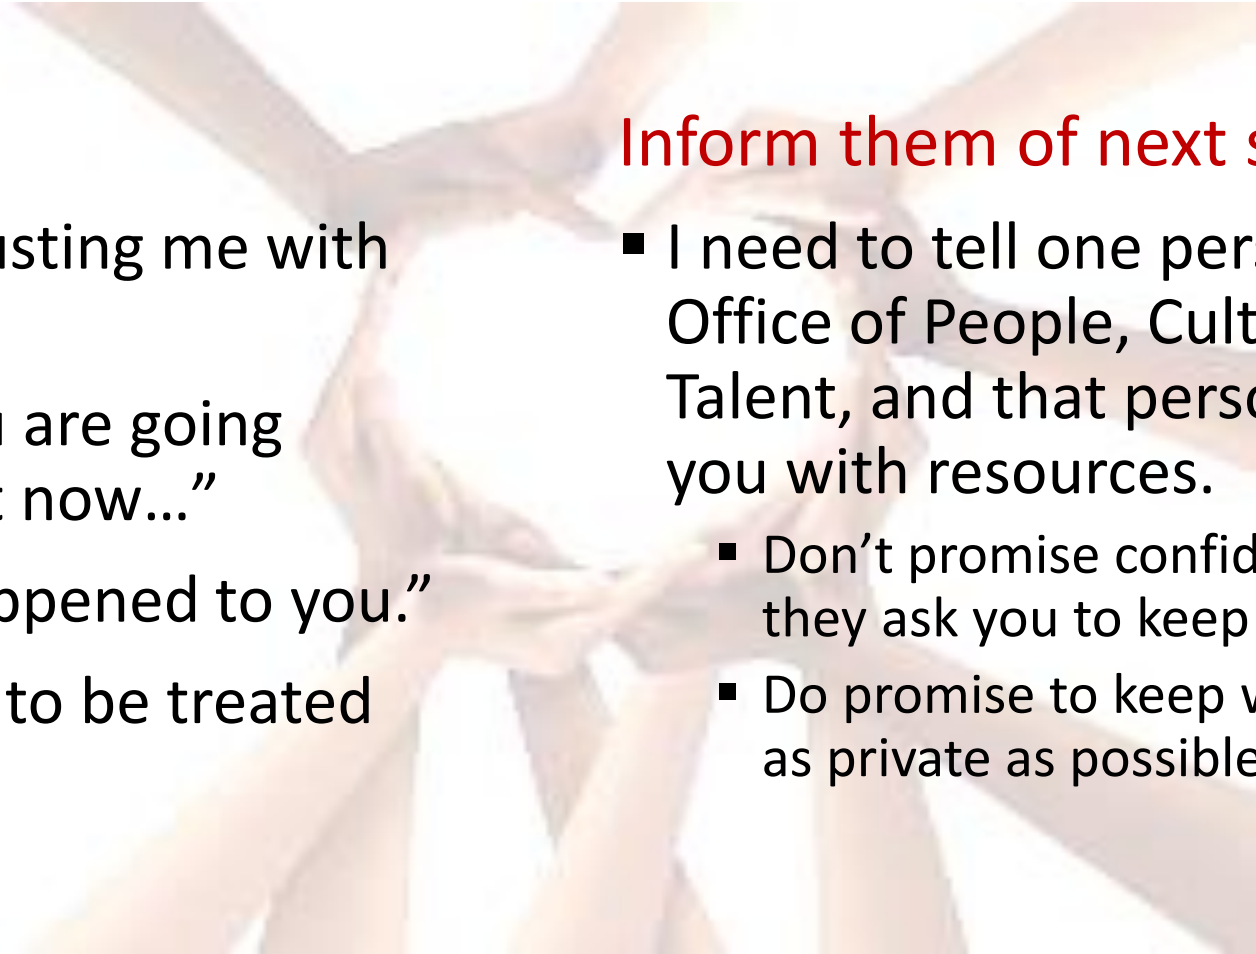 usting me with
are going
now…”
ppened to you.”
to be treated
Inform them of next
▪ I need to tell one pers
Office of People, Cult
Talent, and that perso
you with resources.
▪ Don’t promise confid
they ask you to keep
▪ Do promise to keep
as private as possible